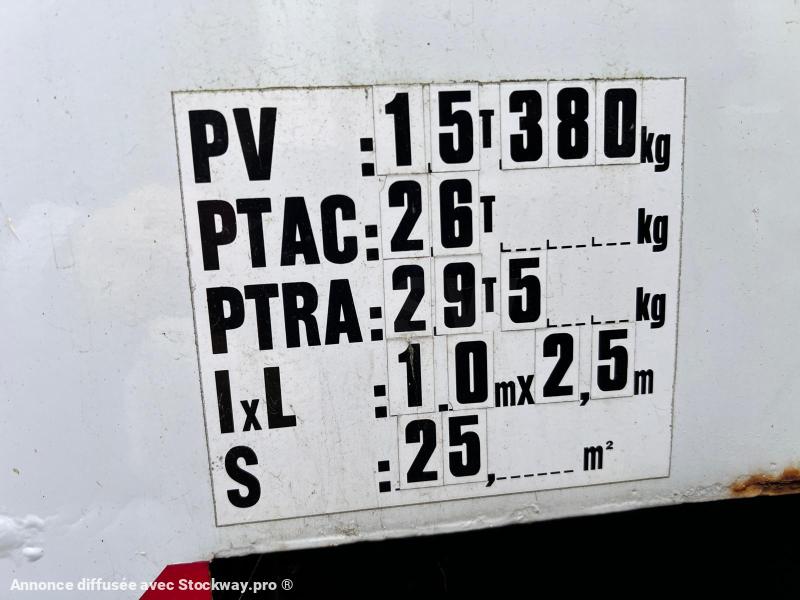 PV : 15T380kg
PTAC: 26T kg
PTRA: 29T5 kg
IxL : 10mx2,5m
S : 25, m²
Annonce diffusée avec Stockway.pro ®